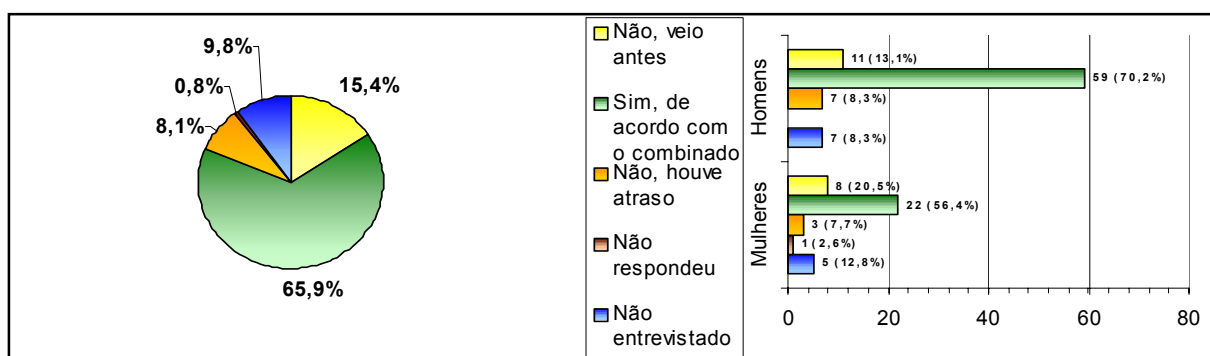 9,8%
0,8%
15,4%
8,1%
65,9%
Não, veio
antes
Sim, de
acordo com
o combinado
Não, houve
atraso
Não
respondeu
Não
entrevistado
Homens
11 (13,1%)
59 (70,2%)
7 (8,3%)
7 (8,3%)
Mulheres
8 (20,5%)
22 (56,4%)
3 (7,7%)
1 (2,6%)
5 (12,8%)
0 20 40 60 80